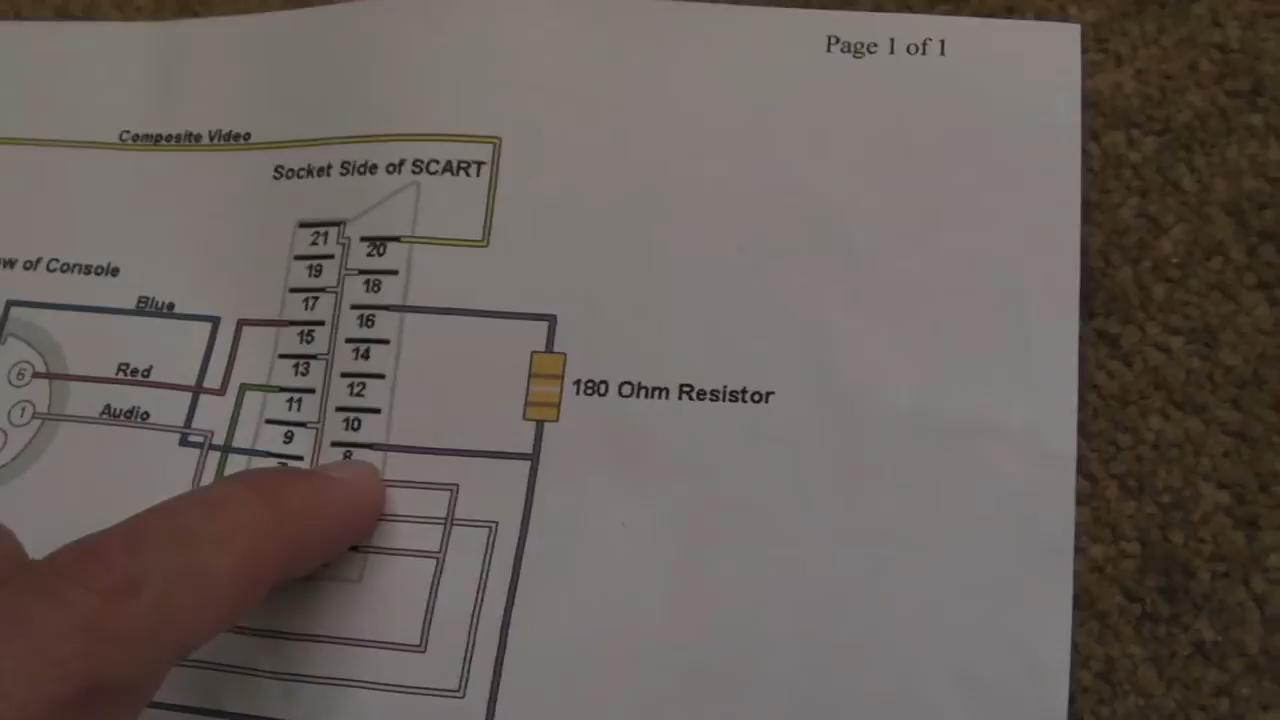 Page 1 of 1
Composite Video
Socket Side of SCART
21
20
19
18
17
16
15
14
13
12
11
10
9
8
w of Console
Blue
Red
6
Audio
1
180 Ohm Resistor